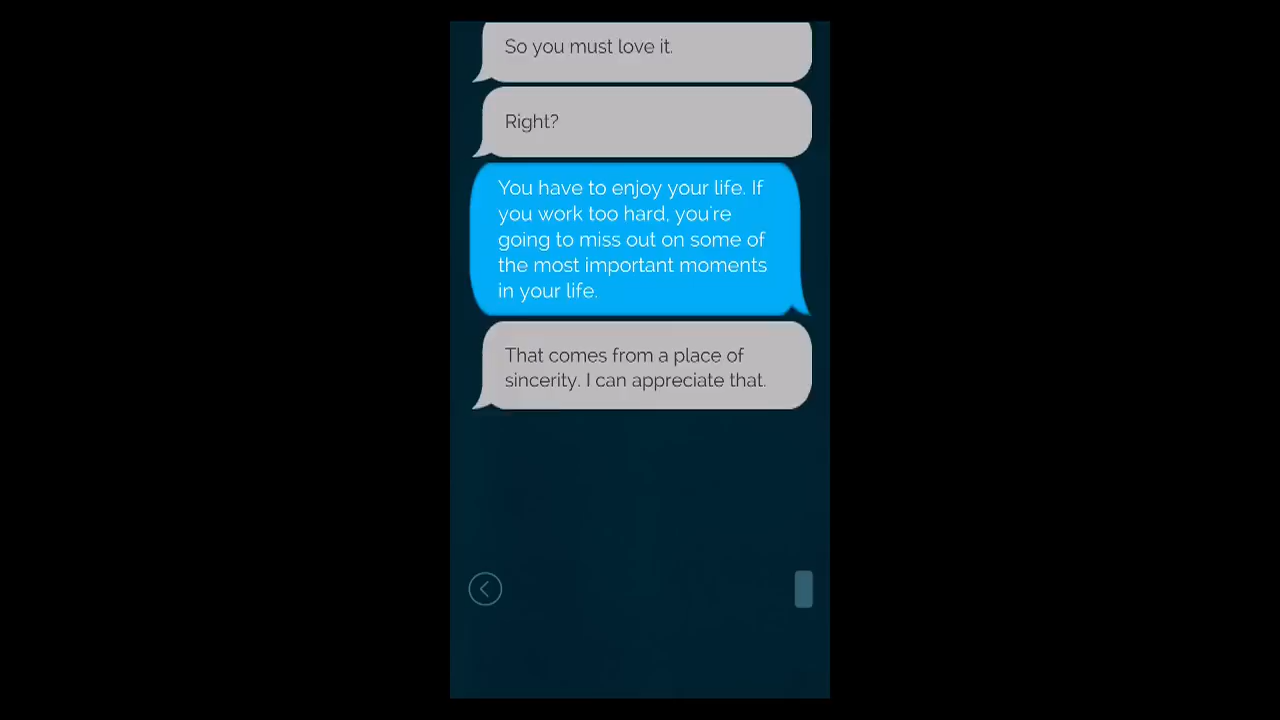 So you must love it.
Right?
You have to enjoy your life. If
you work too hard, you're
going to miss out on some of
the most important moments
in your life.
That comes from a place of
sincerity. I can appreciate that.